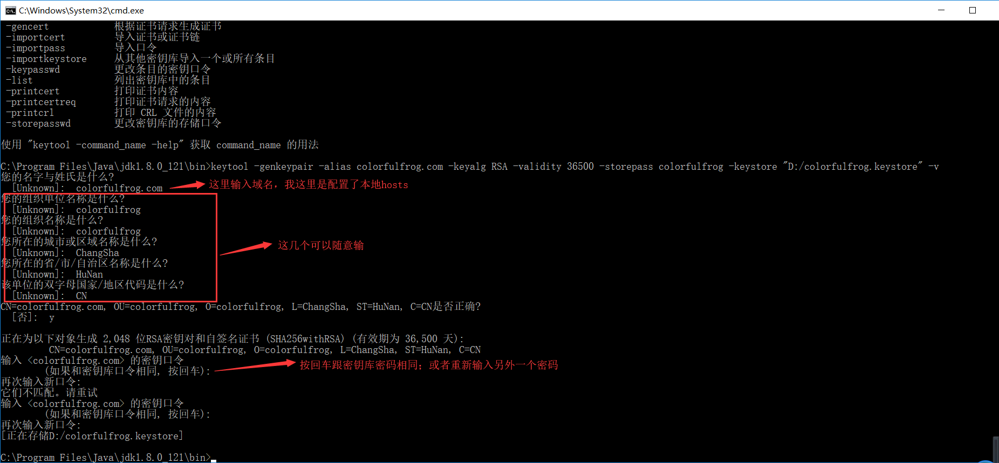 C:\Windows\System32\cmd.exe
-gencert 根据证书请求生成证书
-importcert 导入证书或证书链
-importpass 导入口令
-importkeystore 从其他密钥库导入一个或所有条目
-keypasswd 更改条目的密钥口令
-list 列出密钥库中的条目
-printcert 打印证书内容
-printcertreq 打印证书请求的内容
-printcrl 打印 CRL 文件的内容
-storepasswd 更改密钥库的存储口令
使用 "keytool -command_name -help" 获取 command_name 的用法
C:\Program Files\Java\jdk1.8.0_121\bin>keytool -genkeypair -alias colorfulfrog.com -keyalg RSA -validity 36500 -storepass colorfulfrog -keystore "D:/colorfulfrog.keystore" -v
您的名字与姓氏是什么?
[Unknown]: colorfulfrog.com 这里输入域名，我这里是配置了本地hosts
您的组织单位名称是什么?
[Unknown]: colorfulfrog
您的组织名称是什么?
[Unknown]: colorfulfrog
您所在的城市或区域名称是什么?
这几个可以随意输
[Unknown]: ChangSha
您所在的省/市/自治区名称是什么?
[Unknown]: HuNan
该单位的双字母国家/地区代码是什么?
[Unknown]: CN
CN=colorfulfrog.com, OU=colorfulfrog, O=colorfulfrog, L=ChangSha, ST=HuNan, C=CN是否正确?
[否]: y
正在为以下对象生成 2,048 位RSA密钥对和自签名证书 (SHA256withRSA) (有效期为 36,500 天):
CN=colorfulfrog.com, OU=colorfulfrog, O=colorfulfrog, L=ChangSha, ST=HuNan, C=CN
输入 <colorfulfrog.com> 的密钥口令
(如果和密钥库口令相同, 按回车): 按回车跟密钥库密码相同；或者重新输入另外一个密码
再次输入新口令:
它们不匹配。请重试
输入 <colorfulfrog.com> 的密钥口令
(如果和密钥库口令相同, 按回车):
再次输入新口令:
[正在存储D:/colorfulfrog.keystore]
C:\Program Files\Java\jdk1.8.0_121\bin>